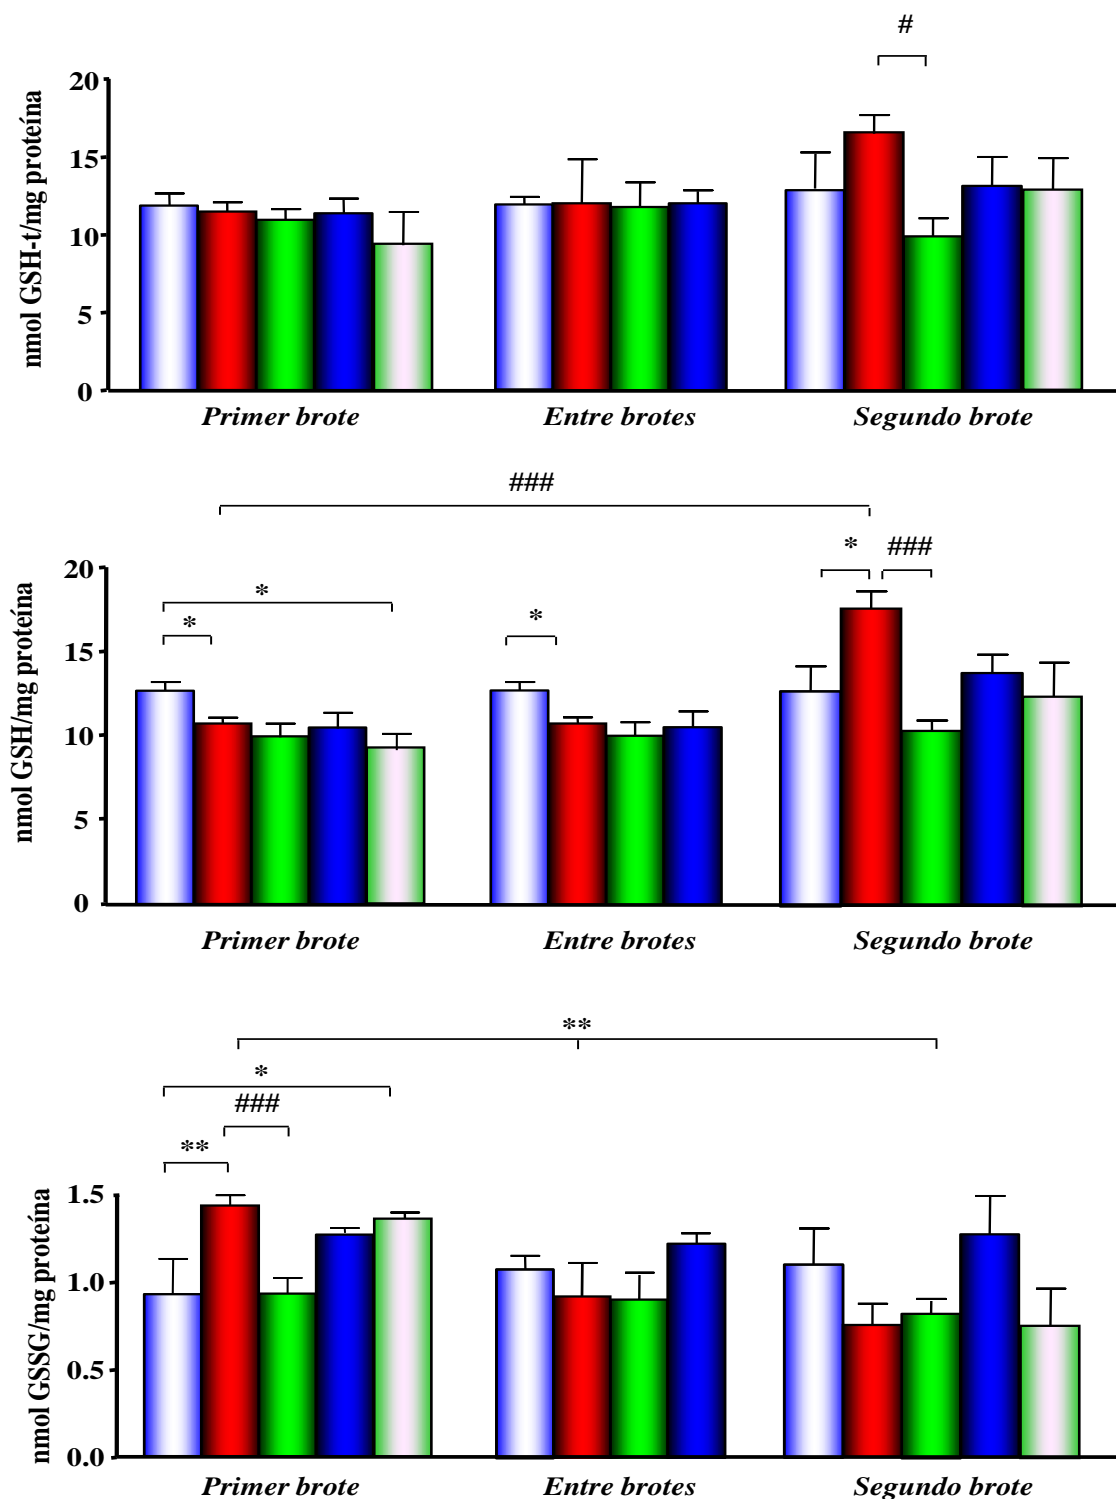 #
20
15
10
5
0
nmol GSH-t/mg proteína
Primer brote
Entre brotes
Segundo brote
###
* ###
20
*
* *
15
10
5
0
nmol GSH/mg proteína
Primer brote
Entre brotes
Segundo brote
**
*
###
**
1.5
1.0
0.5
0.0
nmol GSSG/mg proteína
Primer brote
Entre brotes
Segundo brote